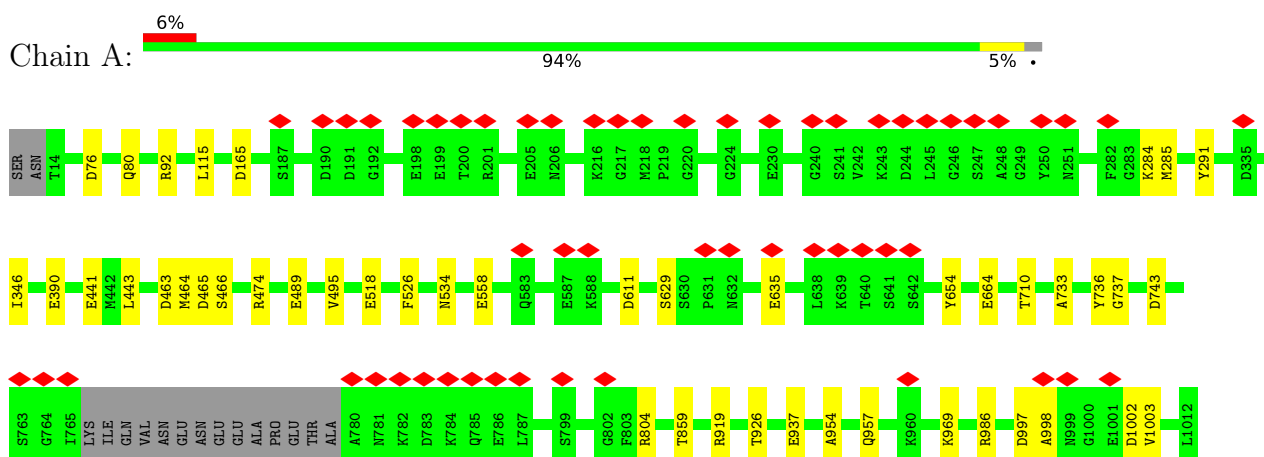 6%
Chain A:
94% 5% •
SER ASN T14 D76 Q80 R92 L115 D165 S187 D190 D191 G192 E198 E199 T200 R201 E205 N206 K216 G217 M218 P219 G220 G224 E230 G240 S241 V242 K243 D244 L245 G246 S247 A248 G249 Y250 N251 F282 G283 K284 M285 Y291 D335
I346 E390 E441 M442 L443 D463 M464 D465 S466 R474 E489 V495 E518 F526 N534 E558 Q583 E587 K588 D611 S629 S630 P631 N632 E635 L638 K639 T640 S641 S642 Y654 E664 T710 A733 Y736 G737 D743
S763 G764 I765 LYS ILE GLN VAL ASN GLU ASN GLU GLU ALA PRO GLU THR ALA A780 N781 K782 D783 K784 Q785 E786 L787 S799 G802 F803 R804 T859 R919 T926 E937 A954 Q957 K960 K969 R986 D997 A998 N999 G1000 E1001 D1002 V1003 L1012